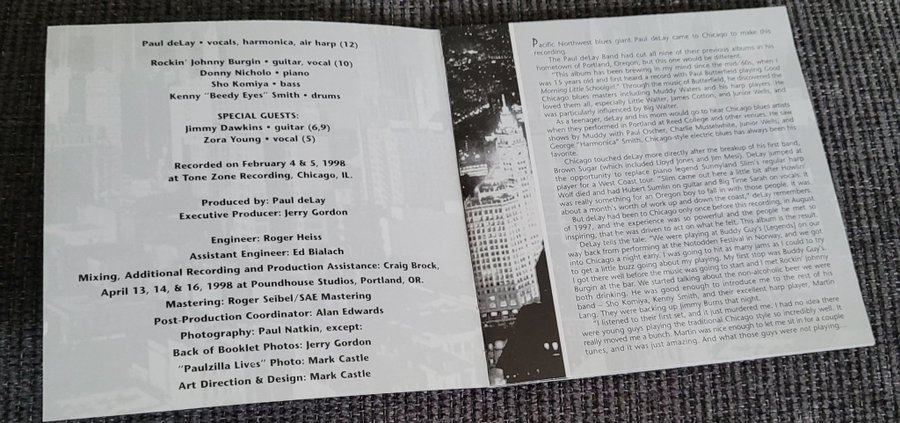 Paul deLay • vocals, harmonica, air harp (12)
Rockin' Johnny Burgin • guitar, vocal (10)
Donny Nicholo • piano
Sho Komiya • bass
Kenny "Beedy Eyes" Smith • drums
SPECIAL GUESTS:
Jimmy Dawkins • guitar (6,9)
Zora Young • vocal (5)
Recorded on February 4 & 5, 1998
at Tone Zone Recording, Chicago, IL.
Produced by: Paul deLay
Executive Producer: Jerry Gordon
Engineer: Roger Heiss
Assistant Engineer: Ed Bialach
Mixing, Additional Recording and Production Assistance: Craig Brock,
April 13, 14, & 16, 1998 at Poundhouse Studios, Portland, OR.
Mastering: Roger Seibel/SAE Mastering
Post-Production Coordinator: Alan Edwards
Photography: Paul Natkin, except:
Back of Booklet Photos: Jerry Gordon
"Paulzilla Lives" Photo: Mark Castle
Art Direction & Design: Mark Castle
Pacific Northwest blues giant Paul deLay came to Chicago to make this
recording.
The Paul deLay Band had cut all nine of their previous albums in his
hometown of Portland, Oregon, but this one would be different.
"This album has been brewing in my mind since the mid-'60s, when I
was 15 years old and first heard a record with Paul Butterfield playing Good
Morning Little Schoolgirl." Through the music of Butterfield, he discovered the
Chicago blues masters including Muddy Waters and his harp players. He
loved them all, especially Little Walter, James Cotton, and Junior Wells, and
was particularly influenced by Big Walter.
As a teenager, deLay and his mom would go to hear Chicago blues artists
when they performed in Portland at Reed College and other venues. He saw
shows by Muddy with Paul Oscher, Charlie Musselwhite, Junior Wells, and
George "Harmonica" Smith. Chicago-style electric blues has always been his
favorite.
Chicago touched deLay more directly after the breakup of his first band,
Brown Sugar (which included Lloyd Jones and Jim Mesi). DeLay jumped at
the opportunity to replace piano legend Sunnyland Slim's regular harp
player for a West Coast tour. "Slim came out here a little bit after Howlin'
Wolf died and had Hubert Sumlin on guitar and Big Time Sarah on vocals. It
was really something for an Oregon boy to fall in with those people. It was
about a month's worth of work up and down the coast," deLay remembers.
But deLay had been to Chicago only once before this recording, in August
of 1997, and the experience was so powerful and the people he met so
inspiring, that he was driven to act on what he felt. This album is the result.
DeLay tells the tale: "We were playing at Buddy Guy's [Legends] on our
way back from performing at the Notodden Festival in Norway, and we got
into Chicago a night early. I was going to hit as many jams as I could to try
to get a little buzz going about my playing. My first stop was Buddy Guy's.
I got there well before the music was going to start and I met Rockin' Johnny
Burgin at the bar. We started talking about the non-alcoholic beer we were
both drinking. He was good enough to introduce me to the rest of his
band – Sho Komiya, Kenny Smith, and their excellent harp player, Martin
Lang. They were backing up Jimmy Burns that night.
"I listened to their first set, and it just murdered me. I had no idea there
were young guys playing the traditional Chicago style so incredibly well. It
really moved me a bunch. Martin was nice enough to let me sit in for a couple
tunes, and it was just amazing. And what those guys were not playing...